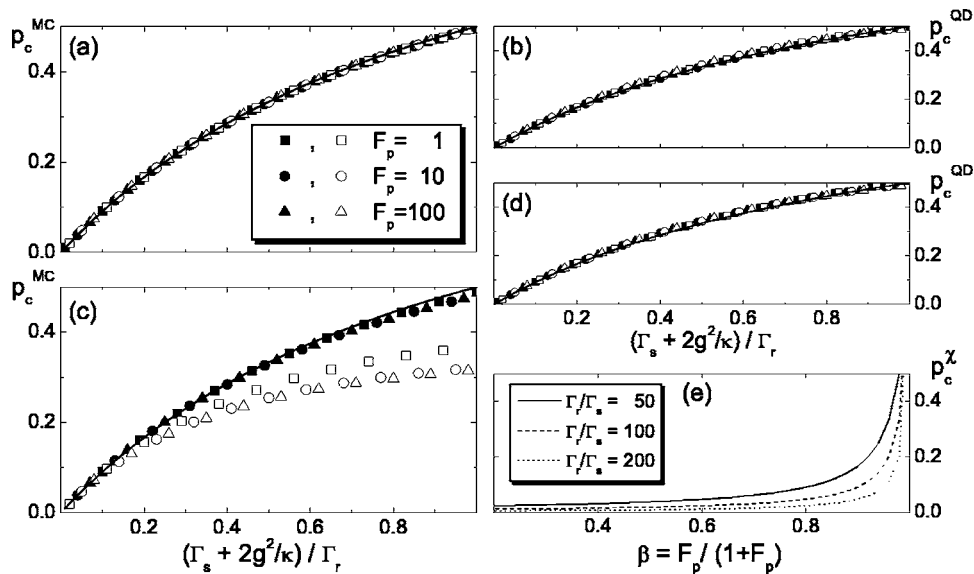 p_c^MC
(a)
0.4
0.2
0.0
■ , □ F_p= 1
● , ○ F_p= 10
▲ , △ F_p=100
(b)
p_c^QD
0.4
0.2
0.0
(d)
p_c^QD
0.4
0.2
0.0
0.2 0.4 0.6 0.8
(Γ_s + 2g²/κ) / Γ_r
p_c^MC
(c)
0.4
0.2
0.0
0.2 0.4 0.6 0.8
(Γ_s + 2g²/κ) / Γ_r
(e)
p_c^χ
Γ_r/Γ_s = 50
Γ_r/Γ_s = 100
Γ_r/Γ_s = 200
0.4
0.2
0.0
0.4 0.6 0.8
β = F_p / (1+F_p)